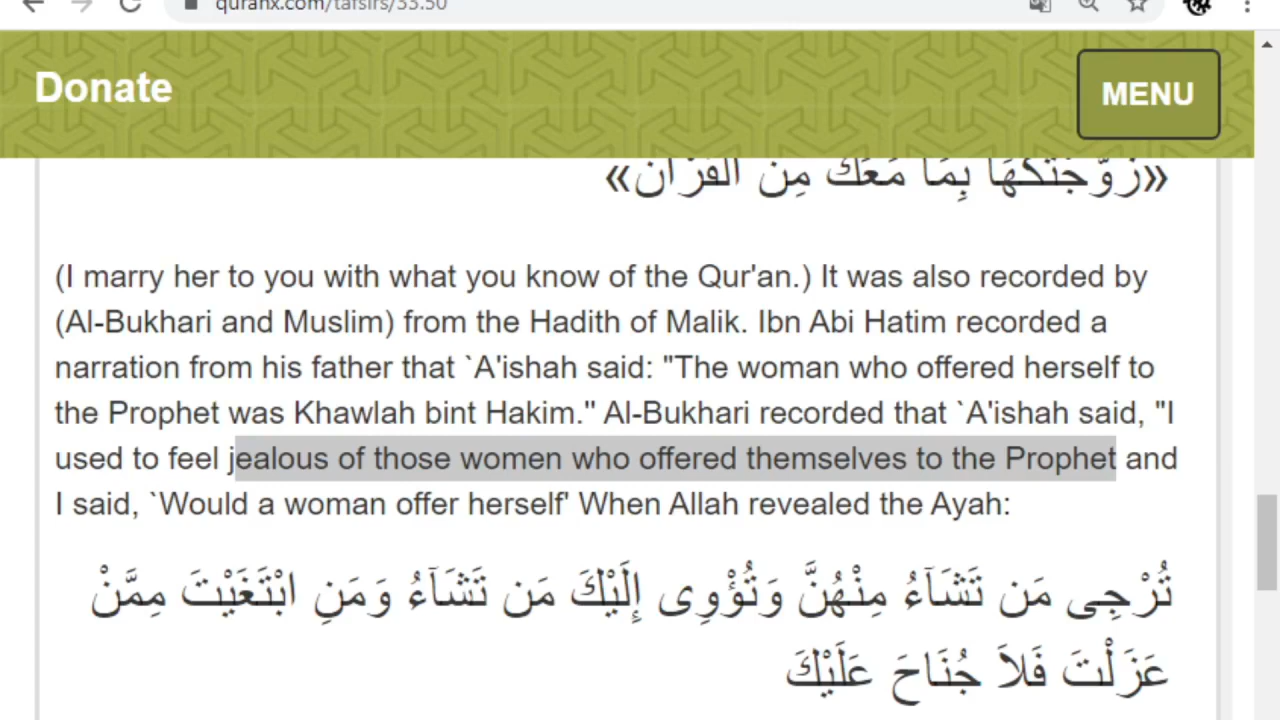 quranx.com/tafsirs/33.50
Donate
MENU
«زَوَّجْتُكَهَا بِمَا مَعَكَ مِنَ الْقُرْآنِ»
(I marry her to you with what you know of the Qur'an.) It was also recorded by
(Al-Bukhari and Muslim) from the Hadith of Malik. Ibn Abi Hatim recorded a
narration from his father that `A'ishah said: "The woman who offered herself to
the Prophet was Khawlah bint Hakim." Al-Bukhari recorded that `A'ishah said, "I
used to feel jealous of those women who offered themselves to the Prophet and
I said, `Would a woman offer herself' When Allah revealed the Ayah:
تُرْجِى مَن تَشَآءُ مِنْهُنَّ وَتُؤْوِى إِلَيْكَ مَن تَشَآءُ وَمَنِ ابْتَغَيْتَ مِمَّنْ
عَزَلْتَ فَلاَ جُنَاحَ عَلَيْكَ